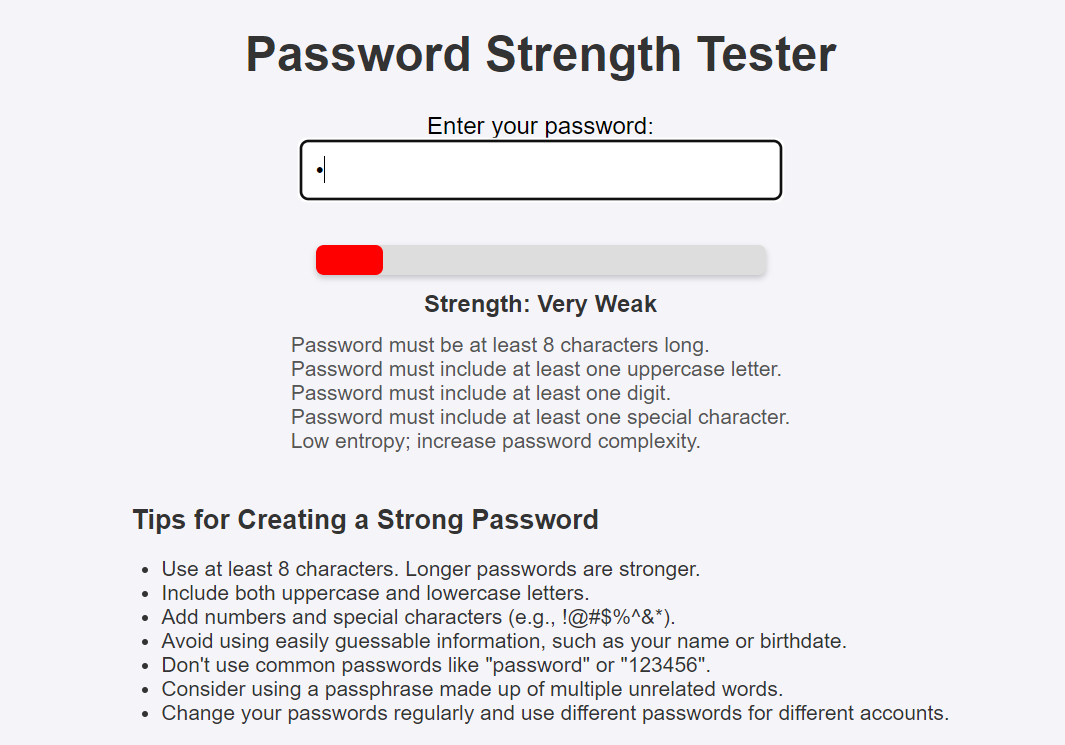 Password Strength Tester
Enter your password:
•
Strength: Very Weak
Password must be at least 8 characters long.
Password must include at least one uppercase letter.
Password must include at least one digit.
Password must include at least one special character.
Low entropy; increase password complexity.
Tips for Creating a Strong Password
• Use at least 8 characters. Longer passwords are stronger.
• Include both uppercase and lowercase letters.
• Add numbers and special characters (e.g., !@#$%^&*).
• Avoid using easily guessable information, such as your name or birthdate.
• Don't use common passwords like "password" or "123456".
• Consider using a passphrase made up of multiple unrelated words.
• Change your passwords regularly and use different passwords for different accounts.